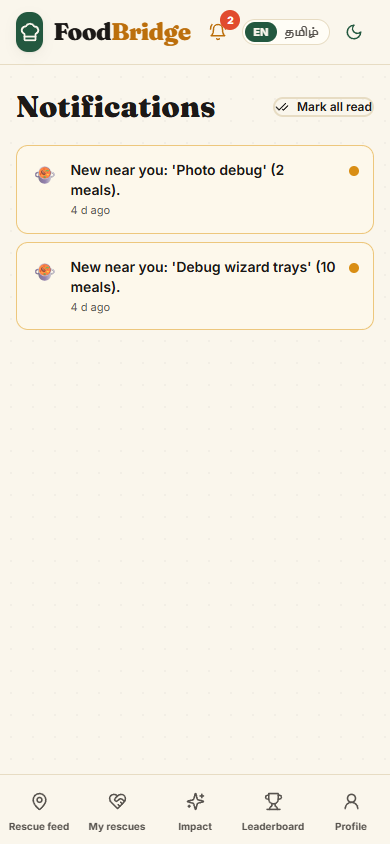 FoodBridge
2
EN
தமிழ்
Notifications
Mark all read
New near you: 'Photo debug' (2
meals).
4 d ago
New near you: 'Debug wizard trays' (10
meals).
4 d ago
Rescue feed
My rescues
Impact
Leaderboard
Profile